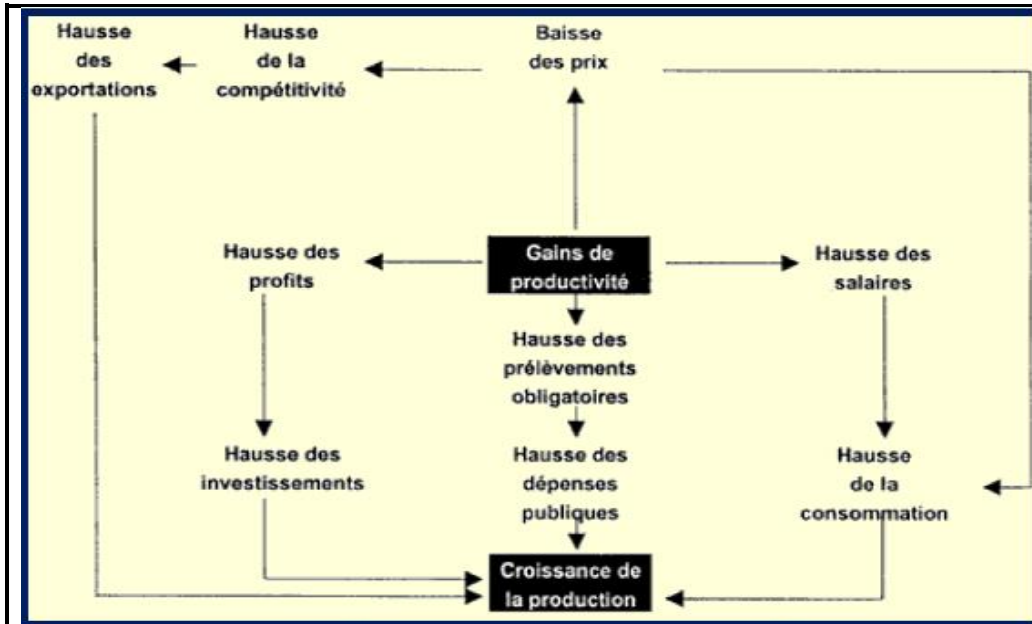 Hausse
des
exportations
Hausse
de la
compétitivité
Baisse
des prix
Hausse des
profits
Gains de
productivité
Hausse des
salaires
Hausse des
prélèvements
obligatoires
Hausse des
investissements
Hausse des
dépenses
publiques
Hausse
de la
consommation
Croissance de
la production